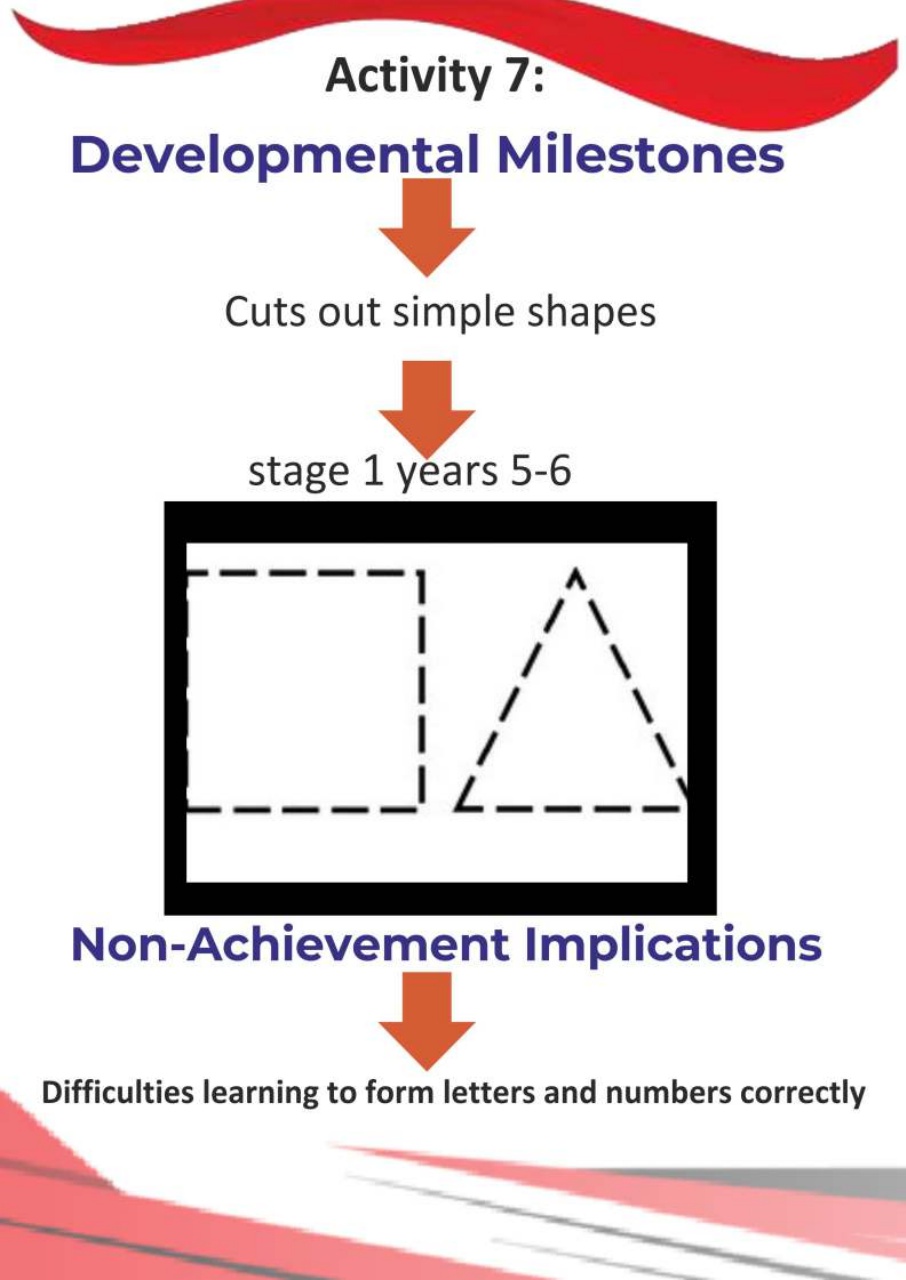 Activity 7:
Developmental Milestones
Cuts out simple shapes
stage 1 years 5-6
Non-Achievement Implications
Difficulties learning to form letters and numbers correctly